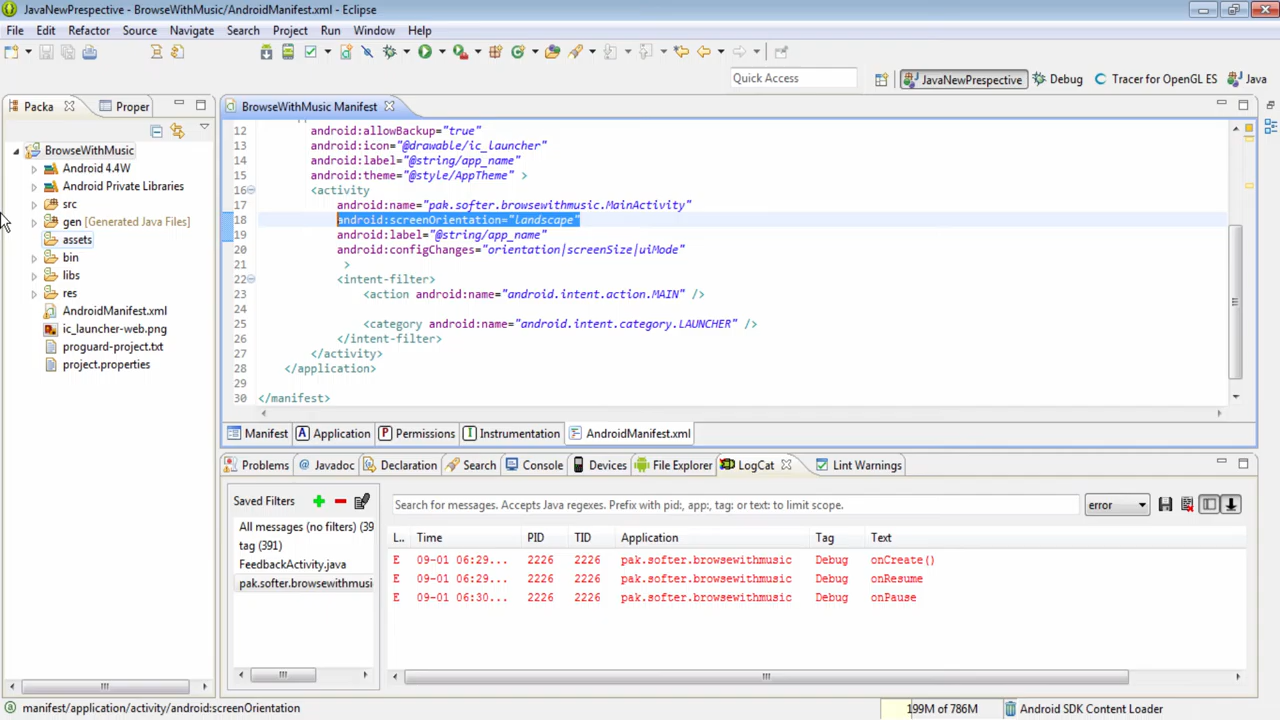 JavaNewPrespective - BrowseWithMusic/AndroidManifest.xml - Eclipse
File Edit Refactor Source Navigate Search Project Run Window Help
Quick Access
JavaNewPrespective Debug Tracer for OpenGL ES Java
Packa Proper
BrowseWithMusic
Android 4.4W
Android Private Libraries
src
gen [Generated Java Files]
assets
bin
libs
res
AndroidManifest.xml
ic_launcher-web.png
proguard-project.txt
project.properties
BrowseWithMusic Manifest
12 android:allowBackup="true"
13 android:icon="@drawable/ic_launcher"
14 android:label="@string/app_name"
15 android:theme="@style/AppTheme" >
16 <activity
17 android:name="pak.softer.browsewithmusic.MainActivity"
18 android:screenOrientation="landscape"
19 android:label="@string/app_name"
20 android:configChanges="orientation|screenSize|uiMode"
21 >
22 <intent-filter>
23 <action android:name="android.intent.action.MAIN" />
24
25 <category android:name="android.intent.category.LAUNCHER" />
26 </intent-filter>
27 </activity>
28 </application>
29
30 </manifest>
Manifest A Application P Permissions I Instrumentation AndroidManifest.xml
Problems @ Javadoc Declaration Search Console Devices File Explorer LogCat Lint Warnings
Saved Filters
All messages (no filters) (39
tag (391)
FeedbackActivity.java
pak.softer.browsewithmusi
Search for messages. Accepts Java regexes. Prefix with pid:, app:, tag: or text: to limit scope.
error
L.. Time PID TID Application Tag Text
E 09-01 06:29... 2226 2226 pak.softer.browsewithmusic Debug onCreate()
E 09-01 06:29... 2226 2226 pak.softer.browsewithmusic Debug onResume
E 09-01 06:30... 2226 2226 pak.softer.browsewithmusic Debug onPause
manifest/application/activity/android:screenOrientation
199M of 786M
Android SDK Content Loader